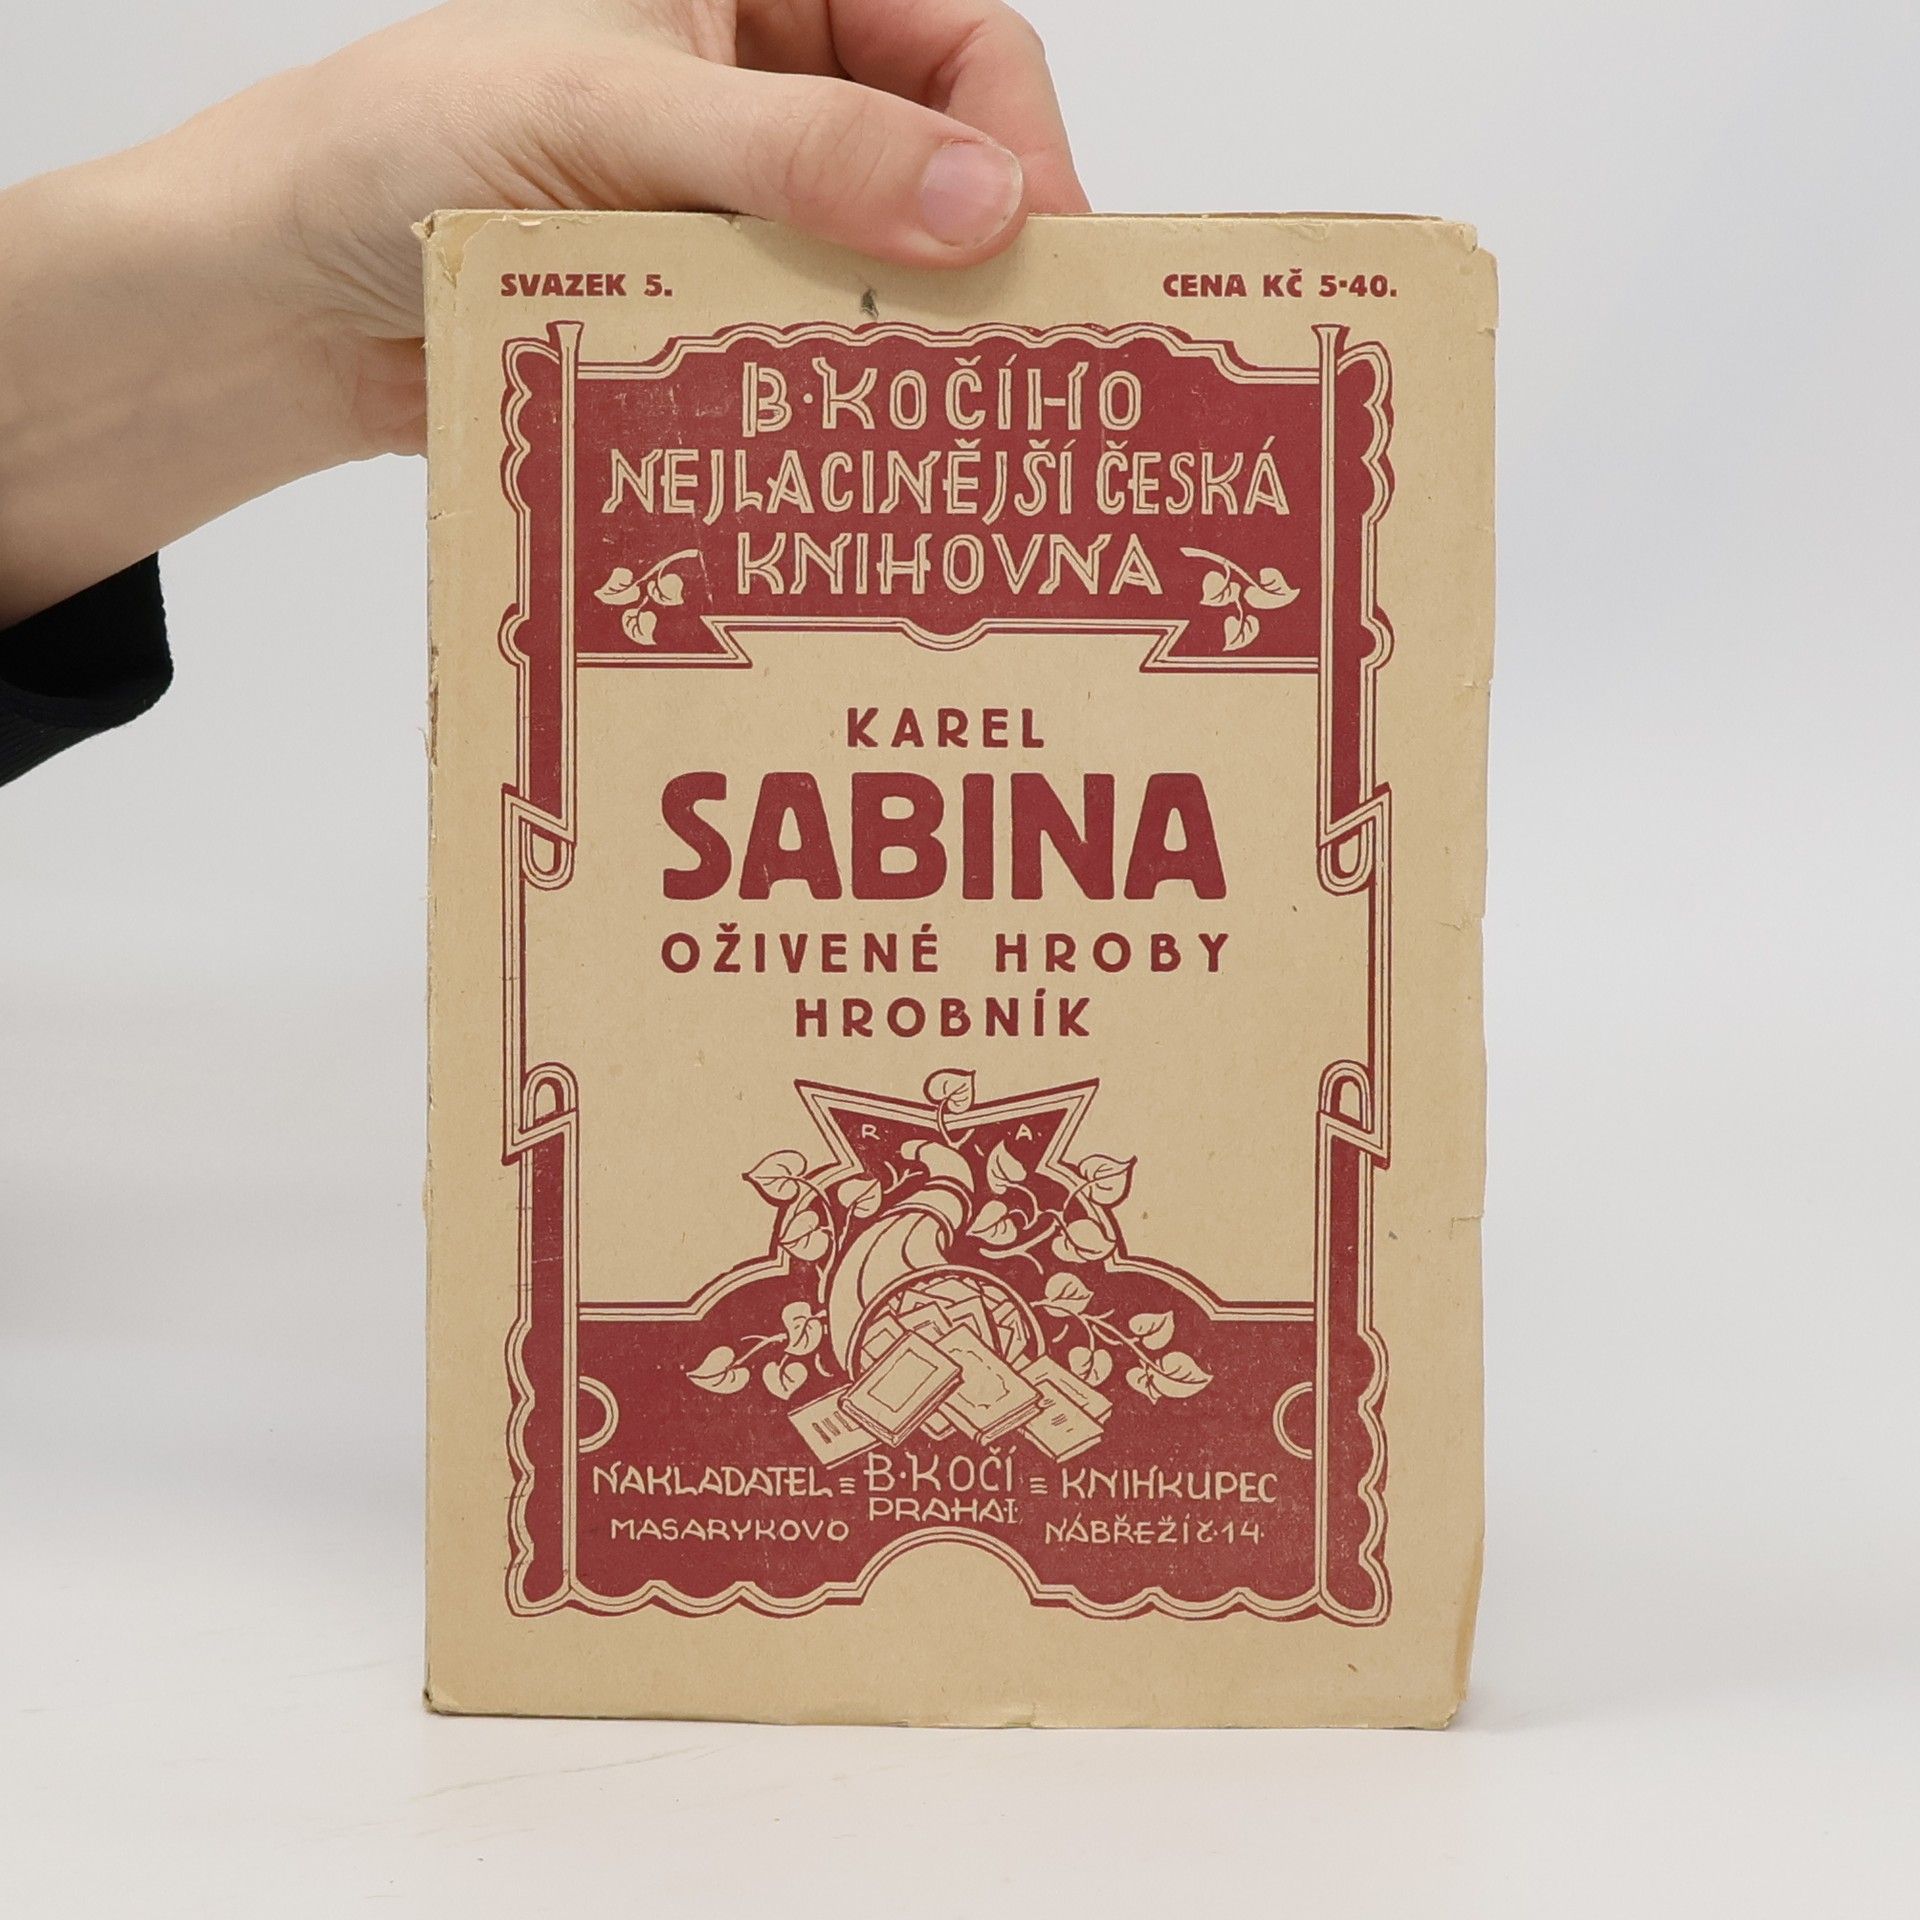 SVAZEK 5.
CENA KČ 5·40.
B·KOČÍHO
NEJLACINĚJŠÍ ČESKÁ
KNIHOVNA
KAREL
SABINA
OŽIVENÉ HROBY
HROBNÍK
R. A.
NAKLADATEL = B·KOČÍ = KNIHKUPEC
PRAHA·I·
MASARYKOVO NÁBŘEŽÍ č·14·